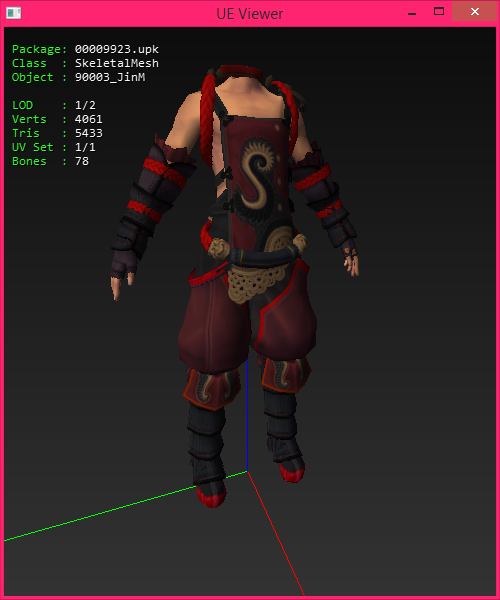 UE Viewer
Package: 00009923.upk
Class : SkeletalMesh
Object : 90003_JinM
LOD : 1/2
Verts : 4061
Tris : 5433
UV Set : 1/1
Bones : 78